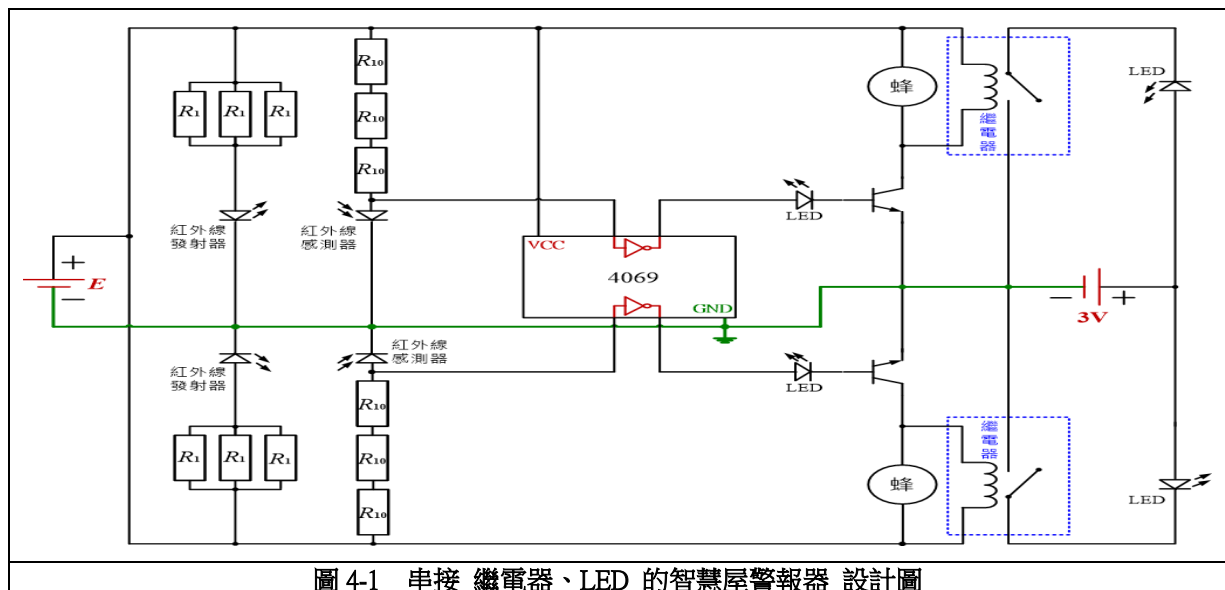 R10
R10
R10
R1 R1 R1
蜂
繼電器
LED
紅外線
發射器
紅外線
感測器
LED
VCC
4069
GND
+
E
−
− +
3V
紅外線
發射器
紅外線
感測器
LED
R10
R10
R10
R1 R1 R1
蜂
繼電器
LED
圖 4-1 串接 繼電器、LED 的智慧屋警報器 設計圖